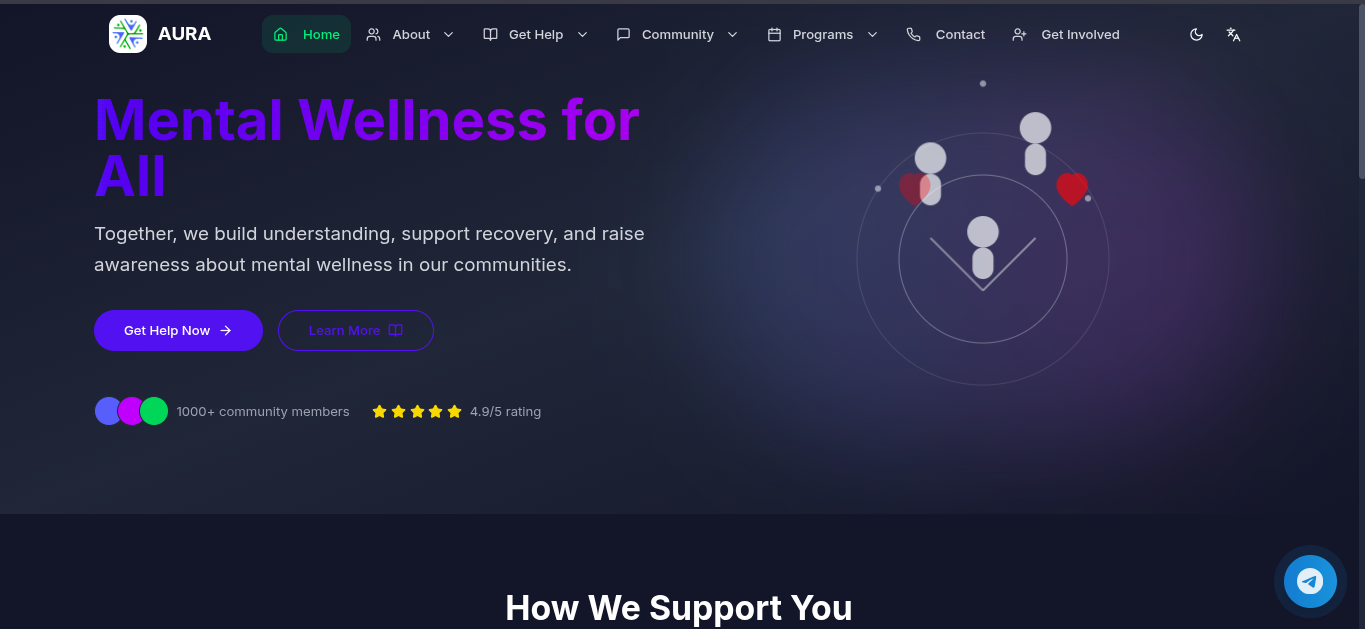 AURA
Home
About
Get Help
Community
Programs
Contact
Get Involved
Mental Wellness for
All
Together, we build understanding, support recovery, and raise
awareness about mental wellness in our communities.
Get Help Now
Learn More
1000+ community members
4.9/5 rating
How We Support You